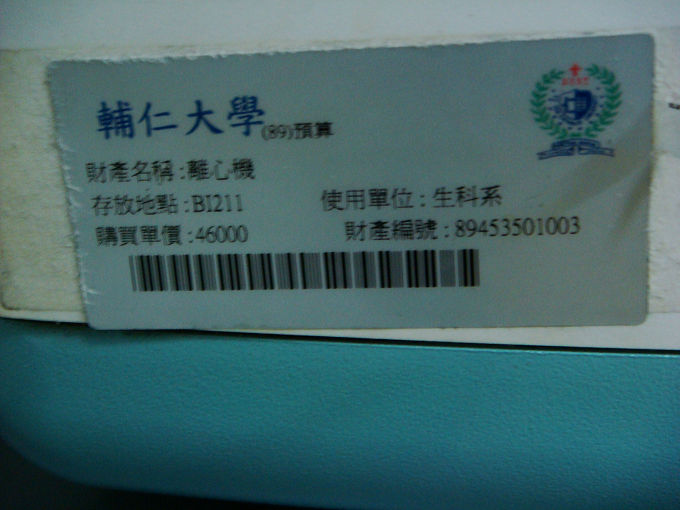 輔仁大學(89)預算
財產名稱:離心機
存放地點:BI211 使用單位:生科系
購買單價:46000 財產編號:89453501003